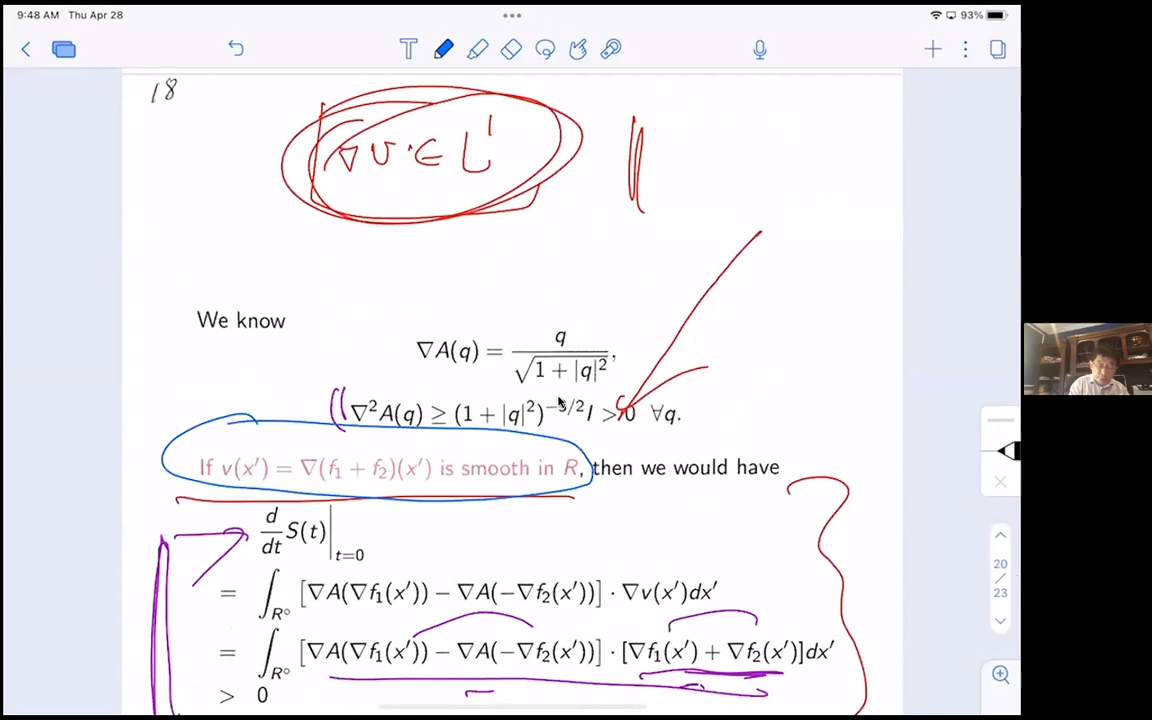 9:48 AM Thu Apr 28
93%
18
∇v ∈ L¹
We know
∇A(q) = q / √(1 + |q|²),
∇²A(q) ≥ (1 + |q|²)^{-3/2} I > 0 ∀q.
If v(x′) = ∇(f₁ + f₂)(x′) is smooth in R, then we would have
d/dt S(t)|_{t=0}
= ∫_{R°} [∇A(∇f₁(x′)) − ∇A(−∇f₂(x′))] · ∇v(x′)dx′
= ∫_{R°} [∇A(∇f₁(x′)) − ∇A(−∇f₂(x′))] · [∇f₁(x′) + ∇f₂(x′)]dx′
> 0
20
/
23